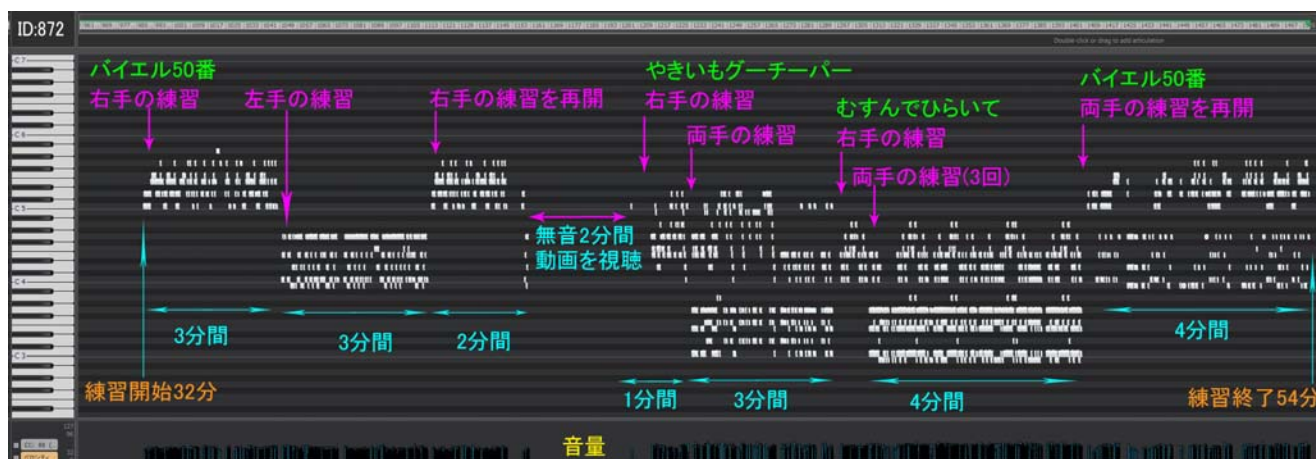 ID:872
Double click or drag to add articulation
C 7
バイエル50番
右手の練習
左手の練習
右手の練習を再開
やきいもグーチーパー
右手の練習
両手の練習
むすんでひらいて
右手の練習
両手の練習(3回)
バイエル50番
両手の練習を再開
C 6
C 5
無音2分間
動画を視聴
C 4
3分間
3分間
2分間
4分間
C 3
練習開始32分
1分間
3分間
4分間
練習終了54分
127
音量